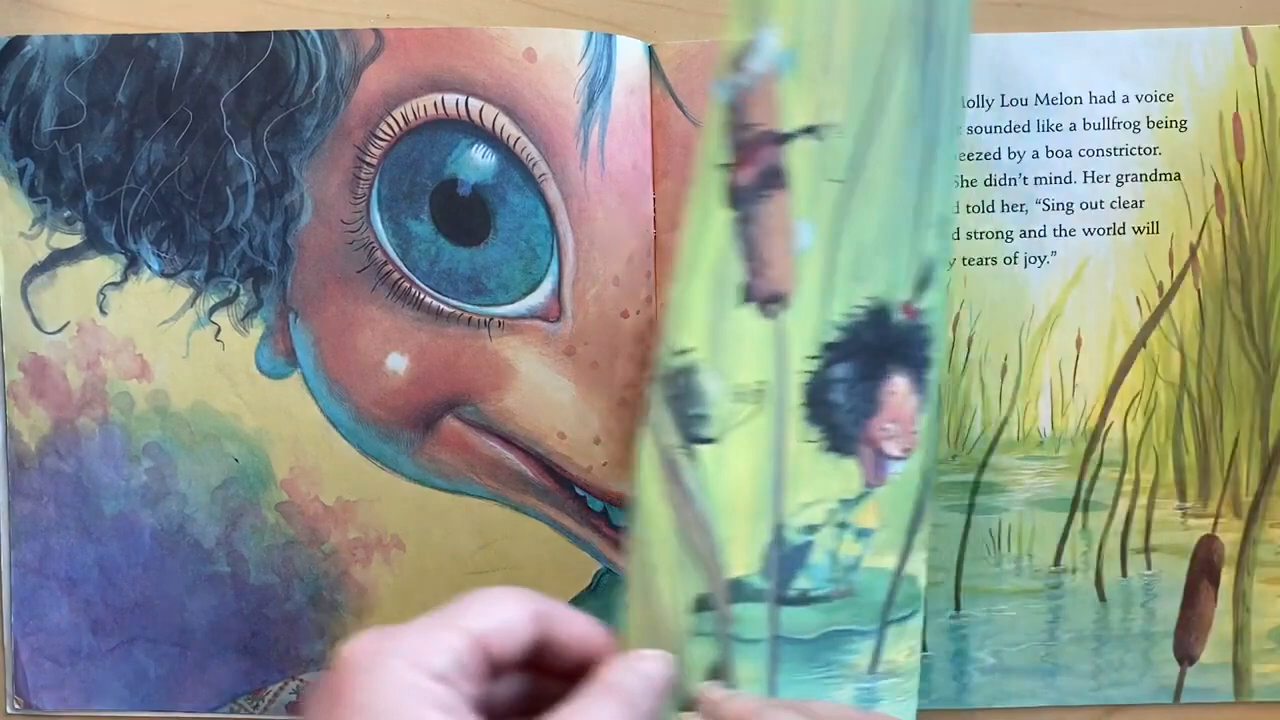 olly Lou Melon had a voice
sounded like a bullfrog being
eezed by a boa constrictor.
She didn't mind. Her grandma
d told her, "Sing out clear
d strong and the world will
y tears of joy."